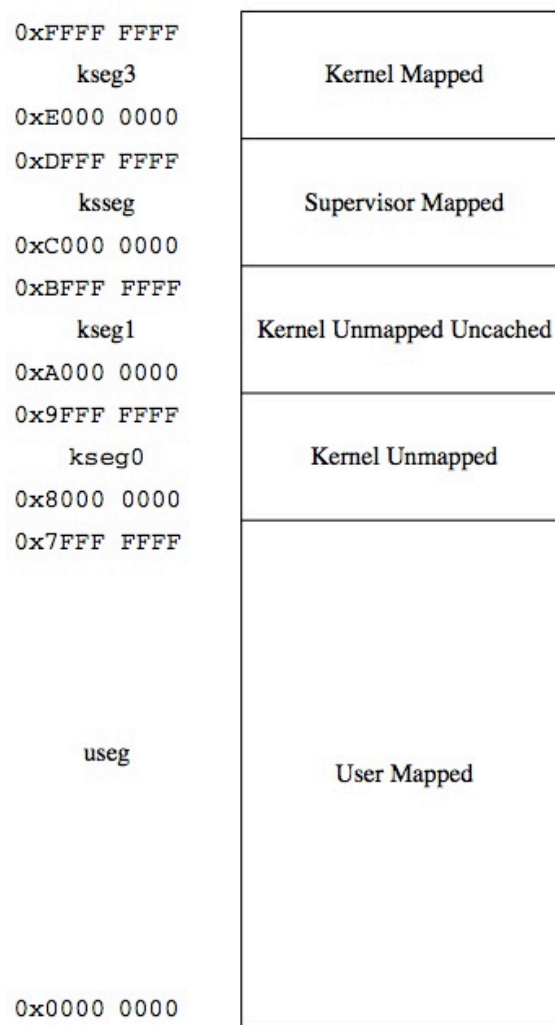 0xFFFF FFFF
kseg3
Kernel Mapped
0xE000 0000
0xDFFF FFFF
ksseg
Supervisor Mapped
0xC000 0000
0xBFFF FFFF
kseg1
Kernel Unmapped Uncached
0xA000 0000
0x9FFF FFFF
kseg0
Kernel Unmapped
0x8000 0000
0x7FFF FFFF
useg
User Mapped
0x0000 0000